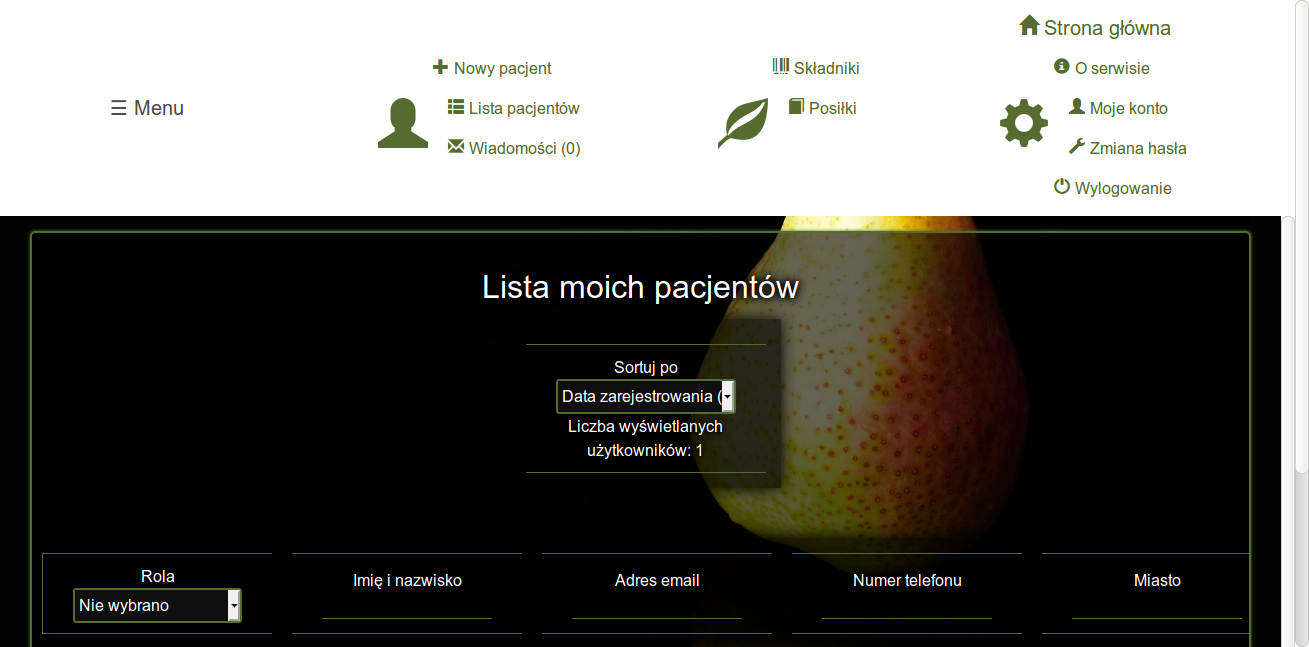 Strona główna
Nowy pacjent
Składniki
O serwisie
☰ Menu
Lista pacjentów
Posiłki
Moje konto
Wiadomości (0)
Zmiana hasła
Wylogowanie
Lista moich pacjentów
Sortuj po
Data zarejestrowania (
Liczba wyświetlanych
użytkowników: 1
Rola
Nie wybrano
Imię i nazwisko
Adres email
Numer telefonu
Miasto